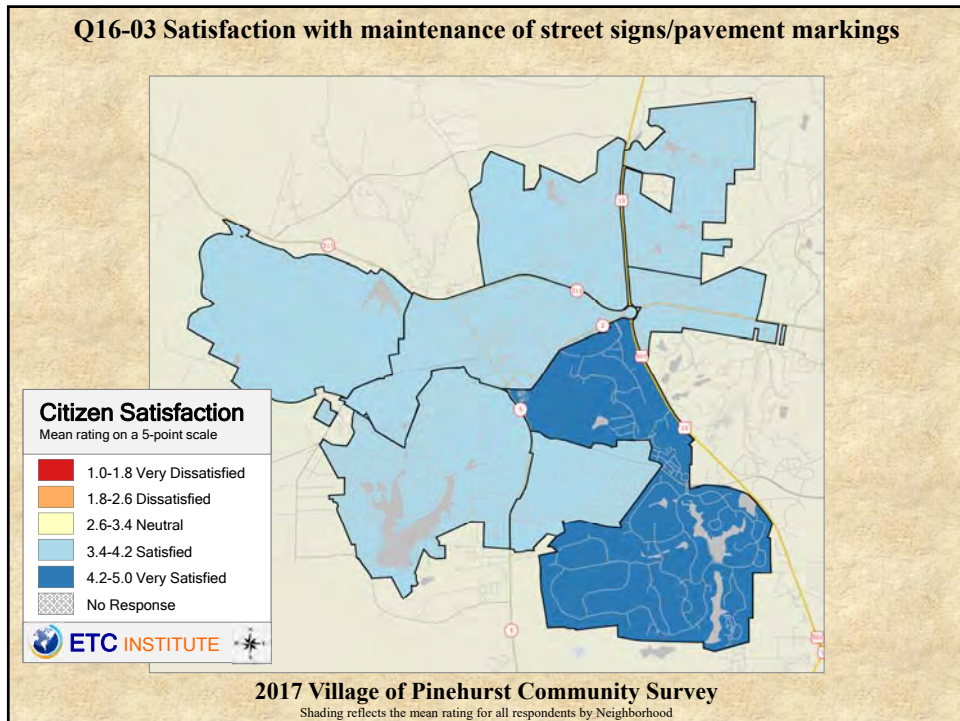 Q16-03 Satisfaction with maintenance of street signs/pavement markings
Citizen Satisfaction
Mean rating on a 5-point scale
1.0-1.8 Very Dissatisfied
1.8-2.6 Dissatisfied
2.6-3.4 Neutral
3.4-4.2 Satisfied
4.2-5.0 Very Satisfied
No Response
ETC INSTITUTE
2017 Village of Pinehurst Community Survey
Shading reflects the mean rating for all respondents by Neighborhood